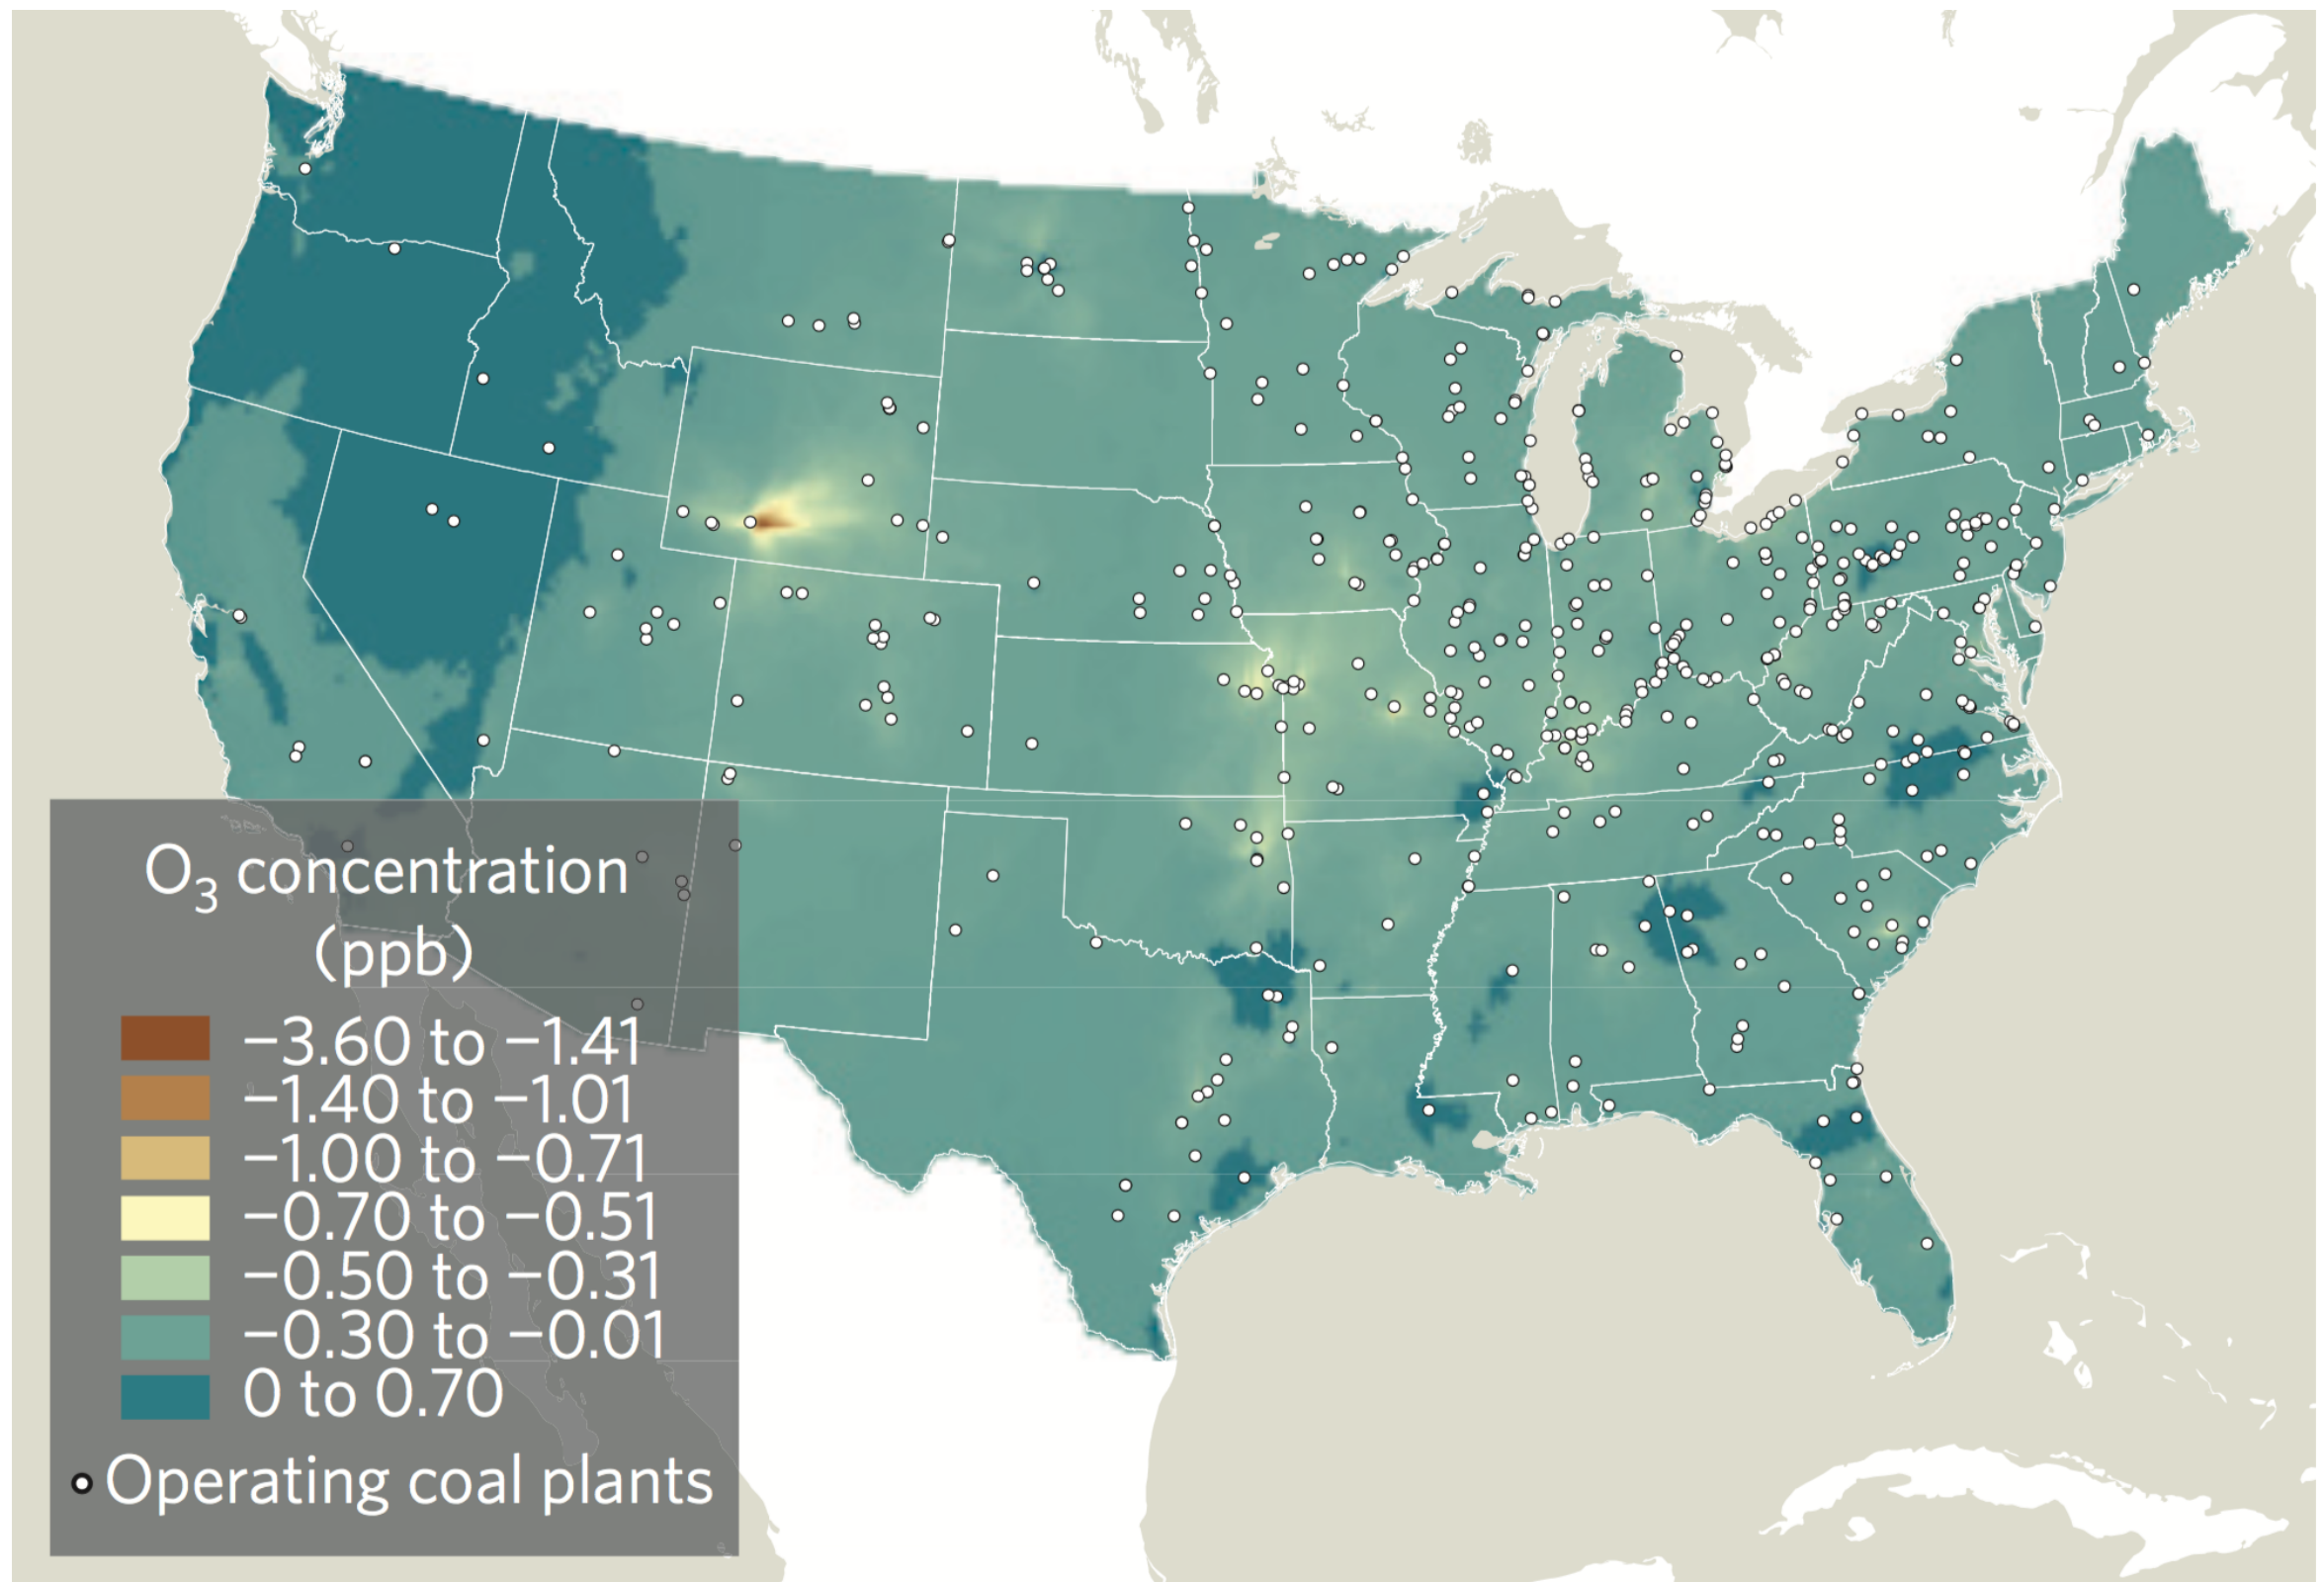 O₃ concentration
(ppb)
−3.60 to −1.41
−1.40 to −1.01
−1.00 to −0.71
−0.70 to −0.51
−0.50 to −0.31
−0.30 to −0.01
0 to 0.70
Operating coal plants